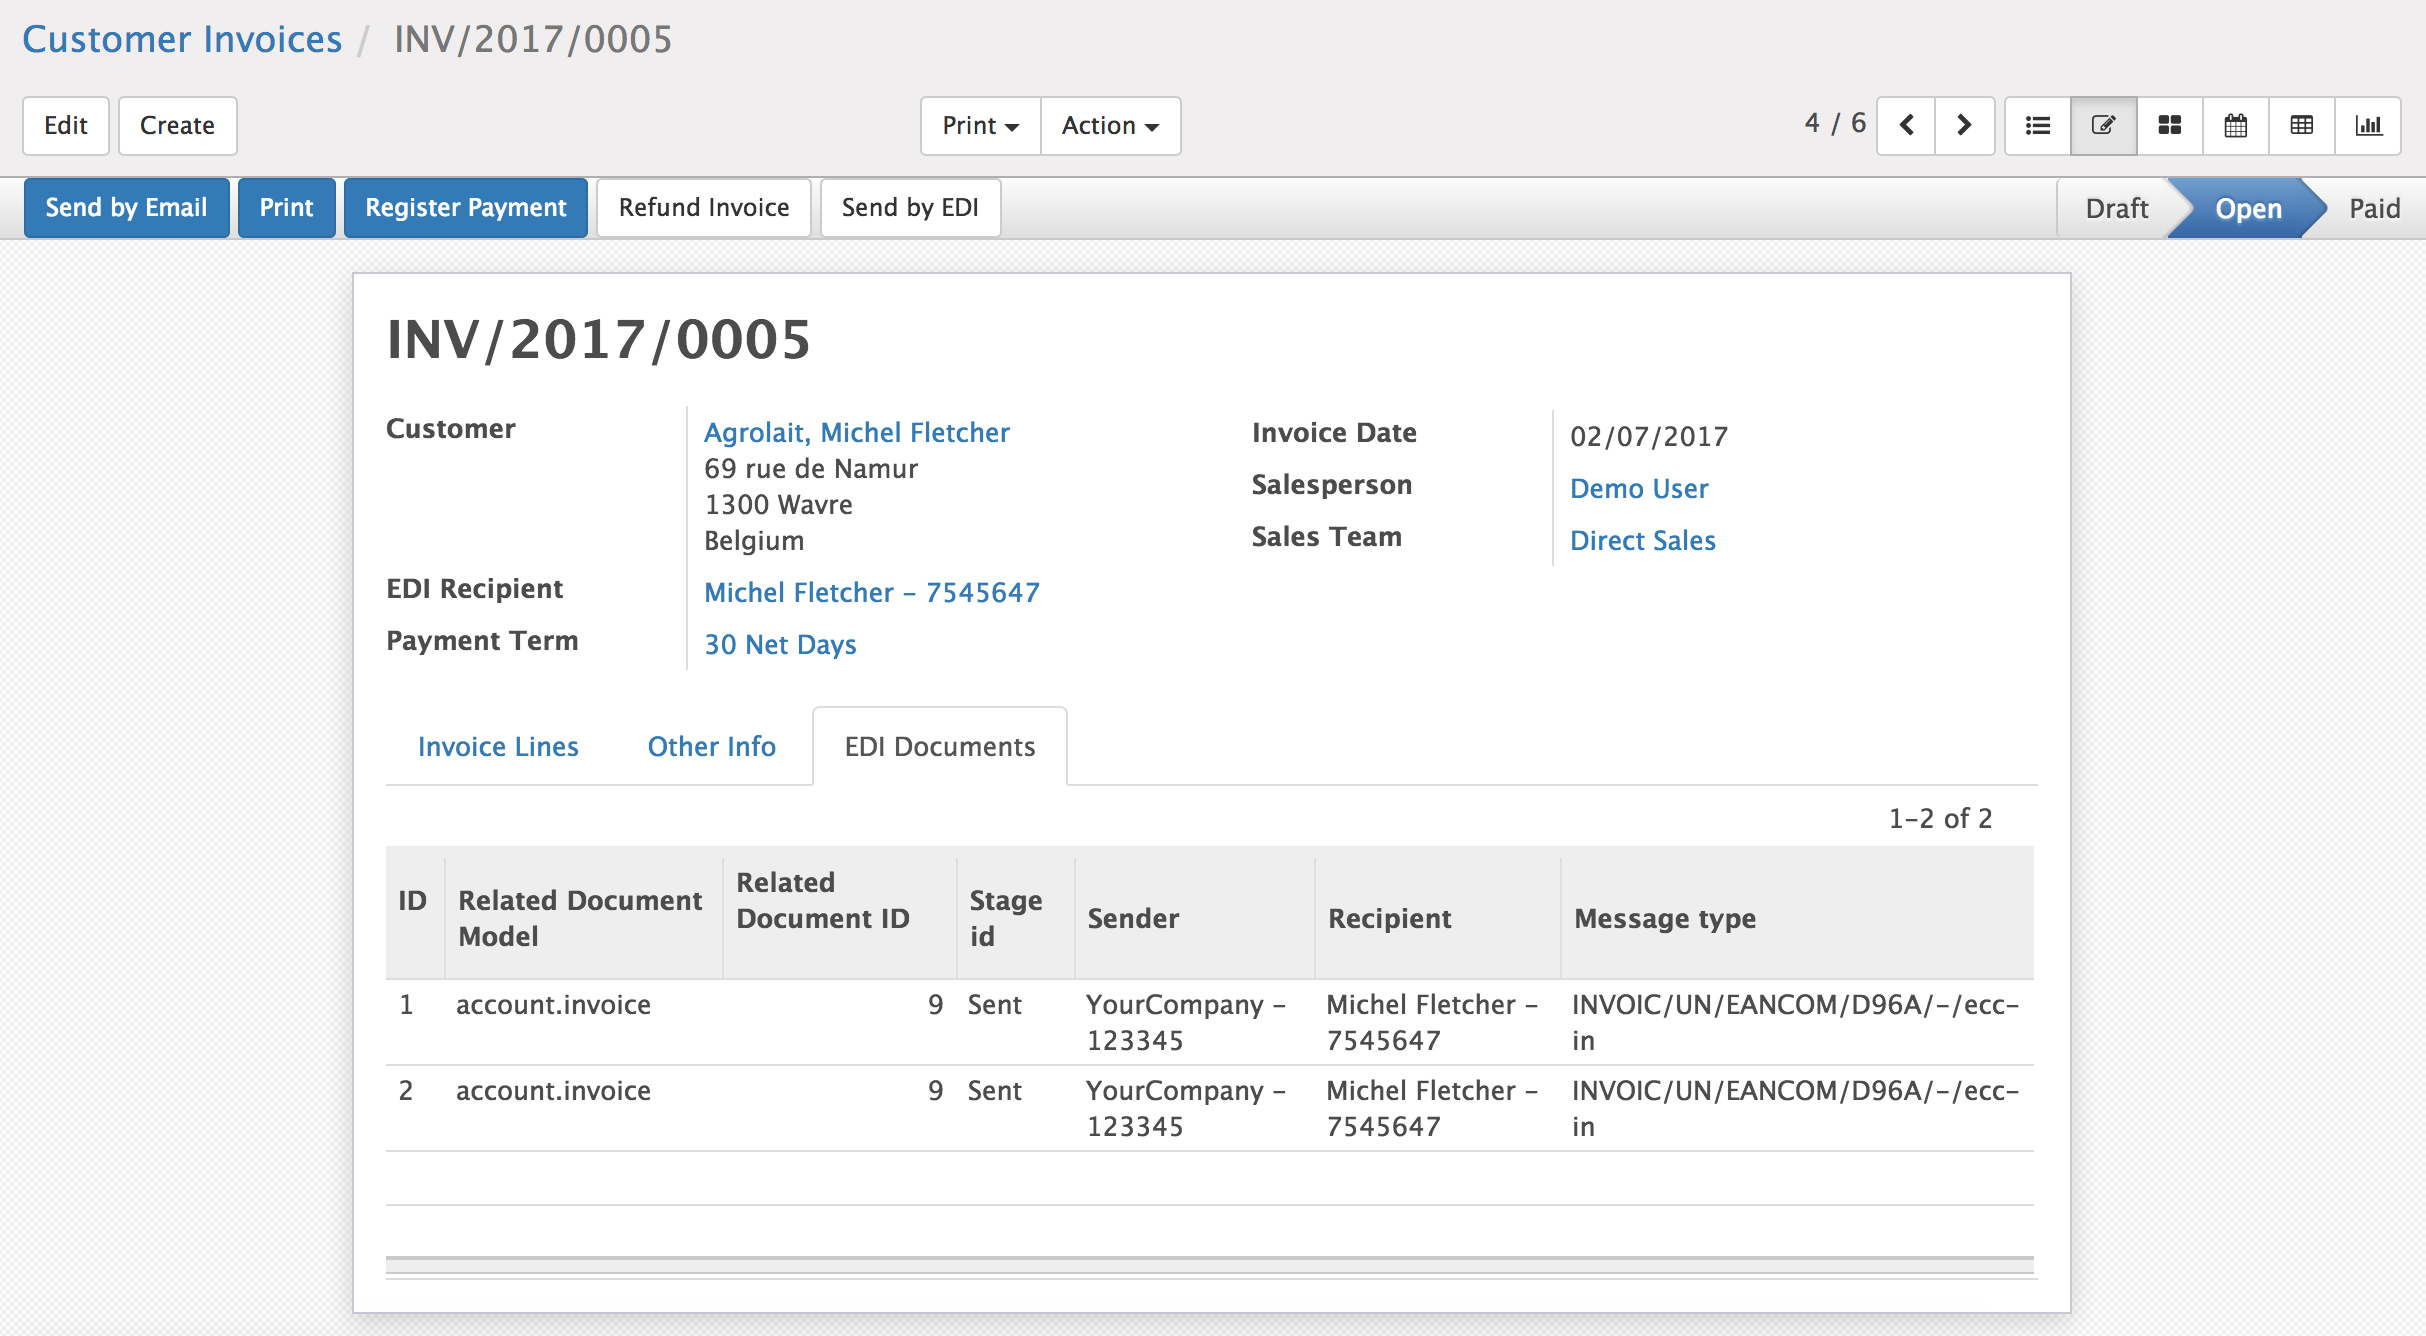 Customer Invoices / INV/2017/0005
Edit Create Print Action 4 / 6
Send by Email Print Register Payment Refund Invoice Send by EDI Draft Open Paid
INV/2017/0005
Customer Agrolait, Michel Fletcher
69 rue de Namur
1300 Wavre
Belgium
EDI Recipient Michel Fletcher – 7545647
Payment Term 30 Net Days
Invoice Date 02/07/2017
Salesperson Demo User
Sales Team Direct Sales
Invoice Lines Other Info EDI Documents
1–2 of 2
ID Related Document Model Related Document ID Stage id Sender Recipient Message type
1 account.invoice 9 Sent YourCompany – 123345 Michel Fletcher – 7545647 INVOIC/UN/EANCOM/D96A/–/ecc–in
2 account.invoice 9 Sent YourCompany – 123345 Michel Fletcher – 7545647 INVOIC/UN/EANCOM/D96A/–/ecc–in